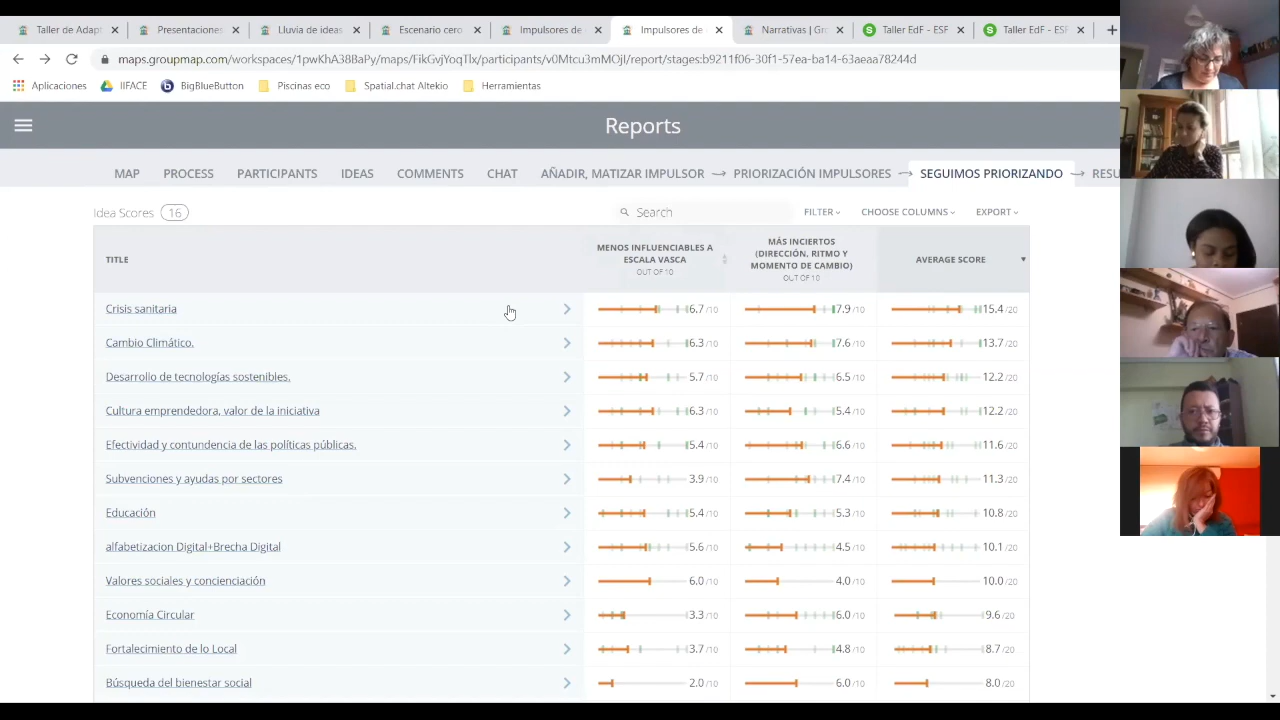 Taller de Adapt
Presentaciones
Lluvia de ideas
Escenario cero
Impulsores de
Impulsores de
Narrativas | Gr
Taller EdF - ESF
Taller EdF - ESF
maps.groupmap.com/workspaces/1pwKhA38BaPy/maps/FikGvjYoqTlx/participants/v0Mtcu3mMOJI/report/stages:b9211f06-30f1-57ea-ba14-63aeaa78244d
Aplicaciones
IIFACE
BigBlueButton
Piscinas eco
Spatial.chat Altekio
Herramientas
Reports
MAP
PROCESS
PARTICIPANTS
IDEAS
COMMENTS
CHAT
AÑADIR, MATIZAR IMPULSOR
PRIORIZACIÓN IMPULSORES
SEGUIMOS PRIORIZANDO
RESU
Idea Scores 16
Search
FILTER
CHOOSE COLUMNS
EXPORT
TITLE
MENOS INFLUENCIABLES A
ESCALA VASCA
OUT OF 10
MÁS INCIERTOS
(DIRECCIÓN, RITMO Y
MOMENTO DE CAMBIO)
OUT OF 10
AVERAGE SCORE
Crisis sanitaria 6.7 /10 7.9 /10 15.4 /20
Cambio Climático. 6.3 /10 7.6 /10 13.7 /20
Desarrollo de tecnologías sostenibles. 5.7 /10 6.5 /10 12.2 /20
Cultura emprendedora, valor de la iniciativa 6.3 /10 5.4 /10 12.2 /20
Efectividad y contundencia de las políticas públicas. 5.4 /10 6.6 /10 11.6 /20
Subvenciones y ayudas por sectores 3.9 /10 7.4 /10 11.3 /20
Educación 5.4 /10 5.3 /10 10.8 /20
alfabetizacion Digital+Brecha Digital 5.6 /10 4.5 /10 10.1 /20
Valores sociales y concienciación 6.0 /10 4.0 /10 10.0 /20
Economía Circular 3.3 /10 6.0 /10 9.6 /20
Fortalecimiento de lo Local 3.7 /10 4.8 /10 8.7 /20
Búsqueda del bienestar social 2.0 /10 6.0 /10 8.0 /20